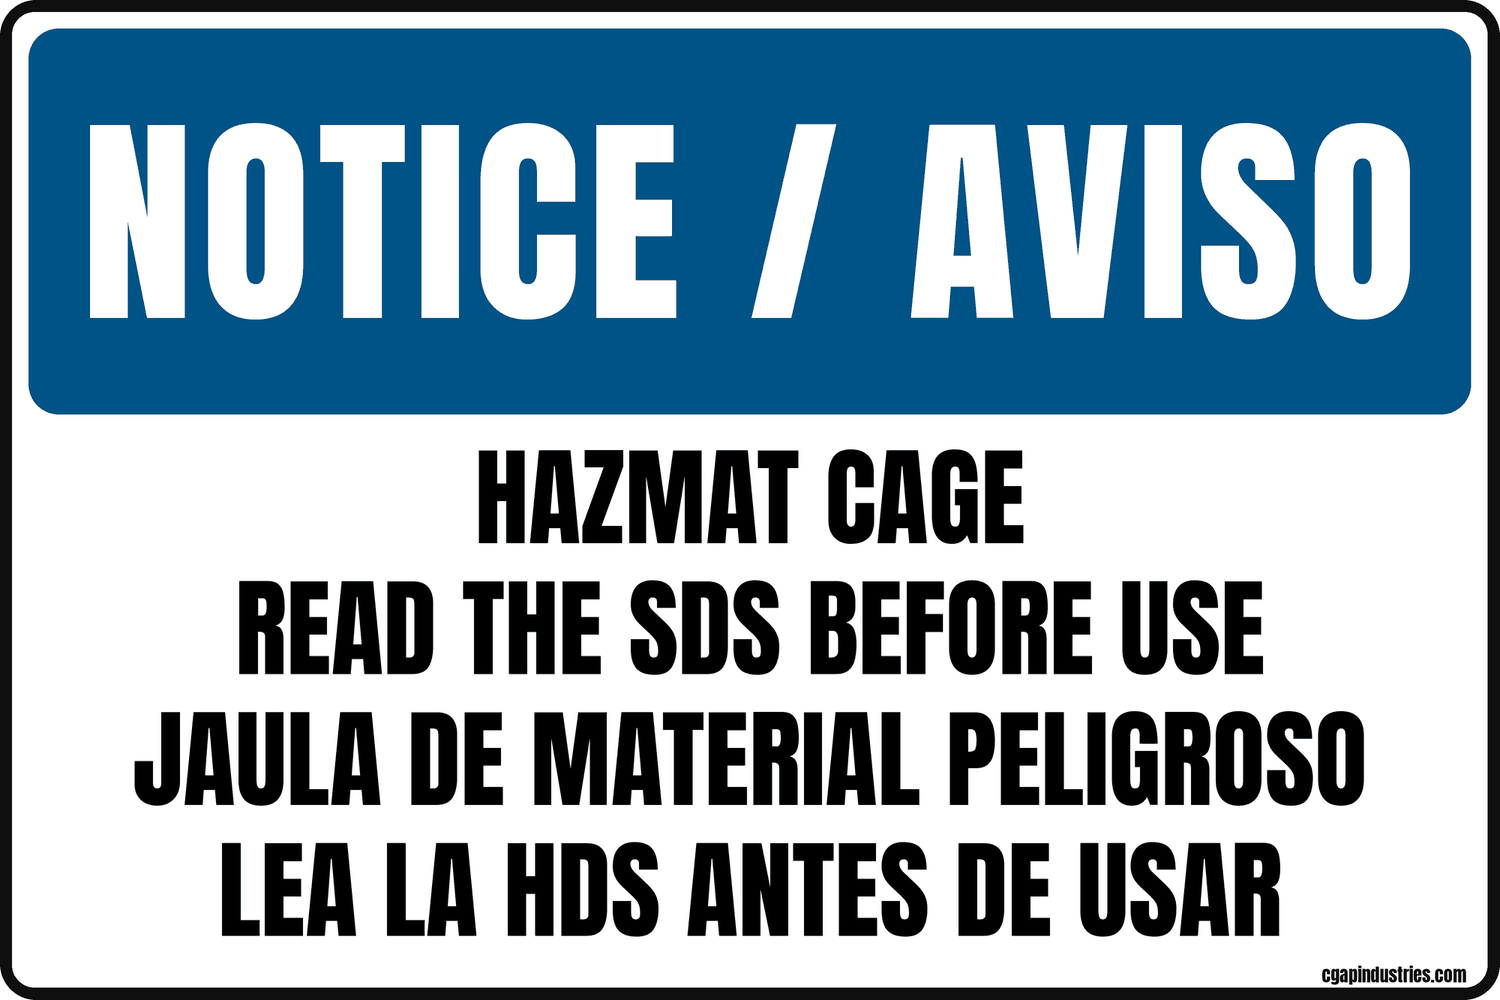 NOTICE / AVISO
HAZMAT CAGE
READ THE SDS BEFORE USE
JAULA DE MATERIAL PELIGROSO
LEA LA HDS ANTES DE USAR
cgapindustries.com